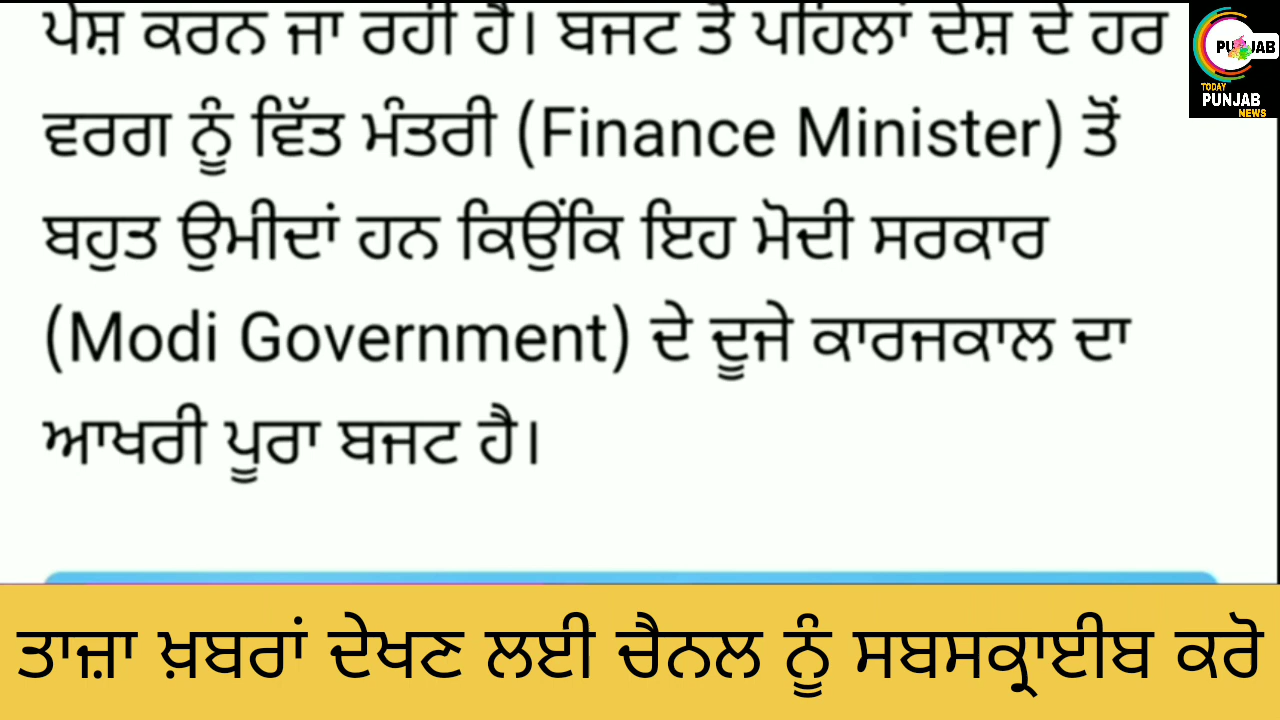 ਪੇਸ਼ ਕਰਨ ਜਾ ਰਹੀ ਹੈ। ਬਜਟ ਤੋਂ ਪਹਿਲਾਂ ਦੇਸ਼ ਦੇ ਹਰ
ਵਰਗ ਨੂੰ ਵਿੱਤ ਮੰਤਰੀ (Finance Minister) ਤੋਂ
ਬਹੁਤ ਉਮੀਦਾਂ ਹਨ ਕਿਉਂਕਿ ਇਹ ਮੋਦੀ ਸਰਕਾਰ
(Modi Government) ਦੇ ਦੂਜੇ ਕਾਰਜਕਾਲ ਦਾ
ਆਖਰੀ ਪੂਰਾ ਬਜਟ ਹੈ।
PUNJAB
TODAY
PUNJAB
NEWS
ਤਾਜ਼ਾ ਖ਼ਬਰਾਂ ਦੇਖਣ ਲਈ ਚੈਨਲ ਨੂੰ ਸਬਸਕ੍ਰਾਈਬ ਕਰੋ